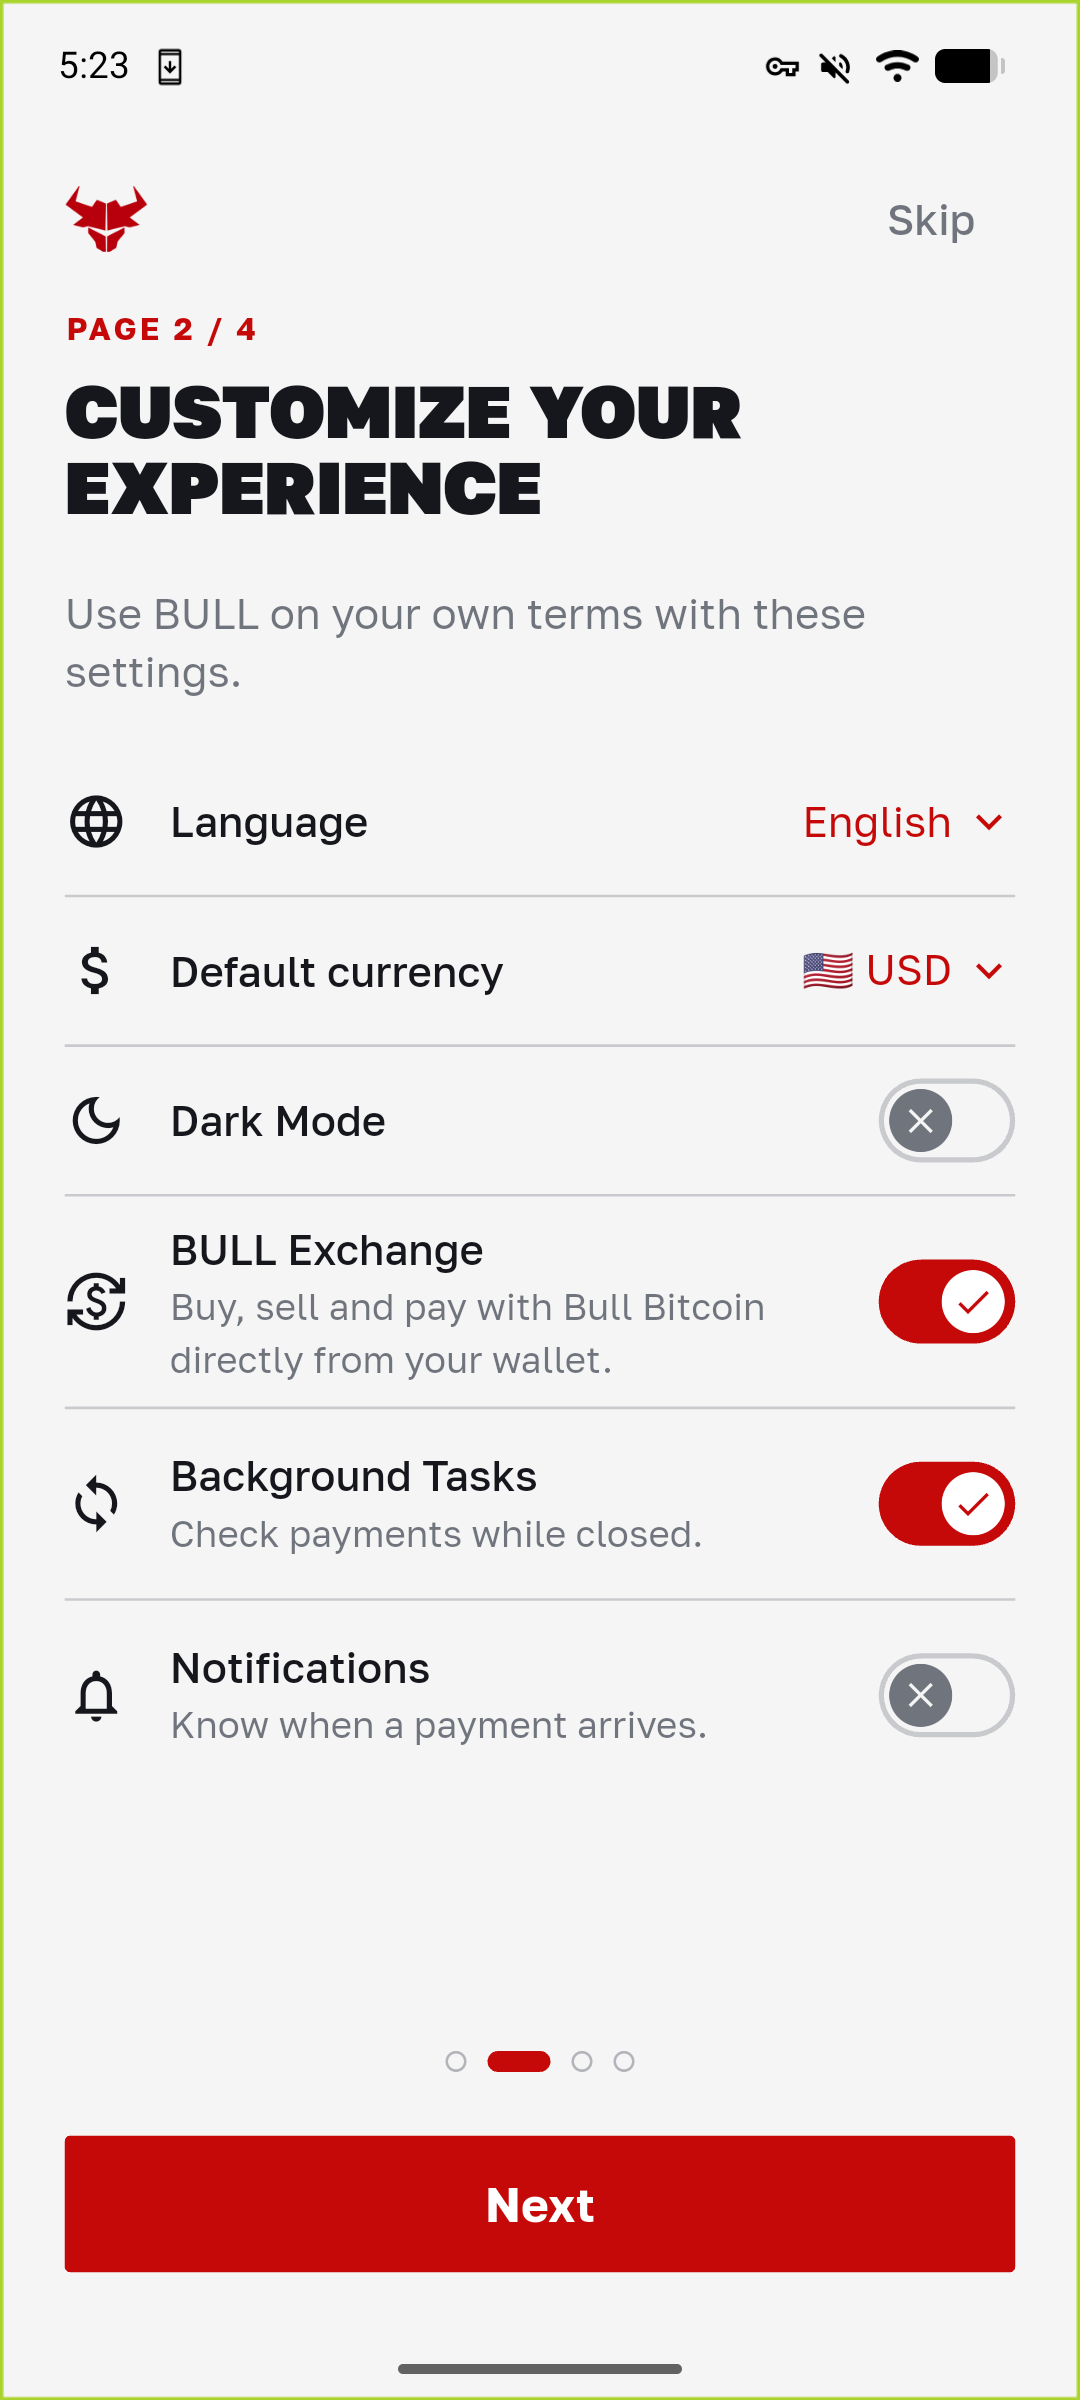 5:23
Skip
PAGE 2 / 4
CUSTOMIZE YOUR
EXPERIENCE
Use BULL on your own terms with these
settings.
Language
English
Default currency
🇺🇸 USD
Dark Mode
BULL Exchange
Buy, sell and pay with Bull Bitcoin
directly from your wallet.
Background Tasks
Check payments while closed.
Notifications
Know when a payment arrives.
Next